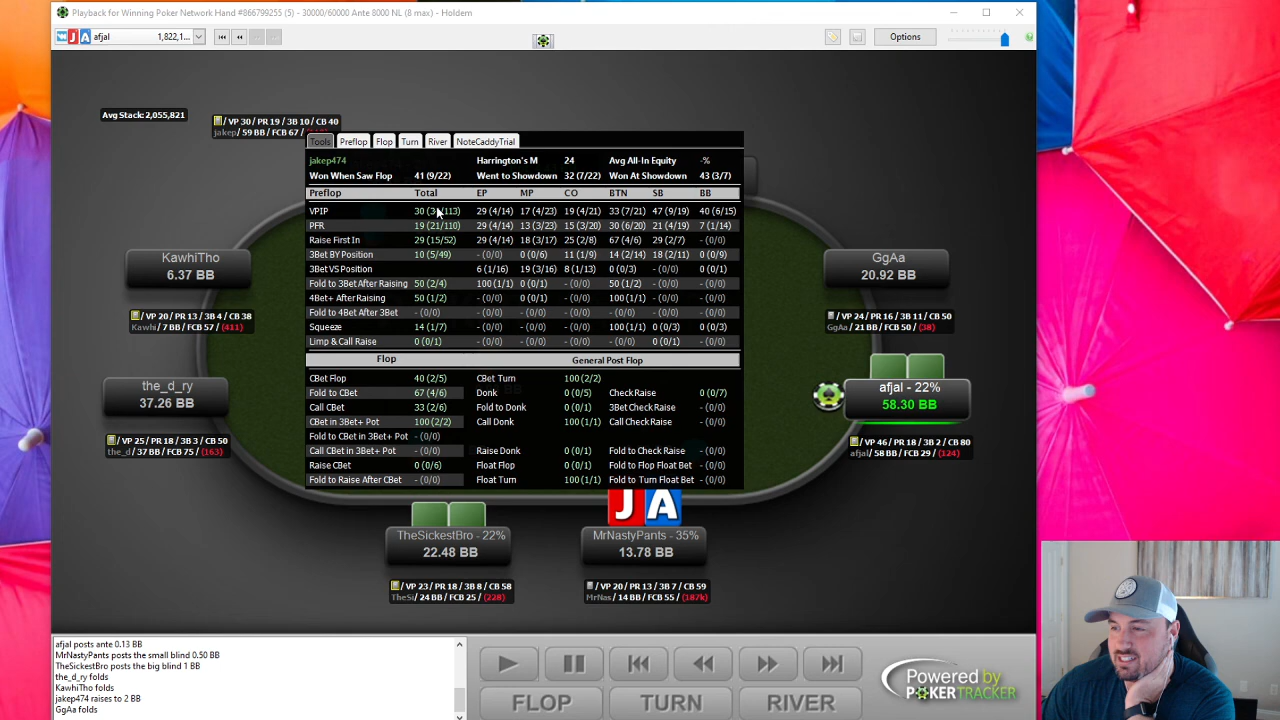 Playback for Winning Poker Network Hand #866799255 (5) - 30000/60000 Ante 8000 NL (8 max) - Holdem
J A afjal 1,822,1... Options
Avg Stack: 2,055,821
/ VP 30 / PR 19 / 3B 10 / CB 40
jakep/ 59 BB / FCB 67 /
Tools Preflop Flop Turn River NoteCaddyTrial
jakep474 Harrington's M 24 Avg All-In Equity -%
Won When Saw Flop 41 (9/22) Went to Showdown 32 (7/22) Won At Showdown 43 (3/7)
Preflop Total EP MP CO BTN SB BB
VPIP 30 (34/113) 29 (4/14) 17 (4/23) 19 (4/21) 33 (7/21) 47 (9/19) 40 (6/15)
PFR 19 (21/110) 29 (4/14) 13 (3/23) 15 (3/20) 30 (6/20) 21 (4/19) 7 (1/14)
Raise First In 29 (15/52) 29 (4/14) 18 (3/17) 25 (2/8) 67 (4/6) 29 (2/7) - (0/0)
3Bet BY Position 10 (5/49) - (0/0) 0 (0/6) 11 (1/9) 14 (2/14) 18 (2/11) 0 (0/9)
3Bet VS Position 6 (1/16) 19 (3/16) 8 (1/13) 0 (0/3) - (0/0) 0 (0/1)
Fold to 3Bet After Raising 50 (2/4) 100 (1/1) 0 (0/1) - (0/0) 50 (1/2) - (0/0) - (0/0)
4Bet+ After Raising 50 (1/2) - (0/0) 0 (0/1) - (0/0) 100 (1/1) - (0/0) - (0/0)
Fold to 4Bet After 3Bet - (0/0) - (0/0) - (0/0) - (0/0) - (0/0) - (0/0) - (0/0)
Squeeze 14 (1/7) - (0/0) - (0/0) - (0/0) 100 (1/1) 0 (0/3) 0 (0/3)
Limp & Call Raise 0 (0/1) - (0/0) - (0/0) - (0/0) - (0/0) 0 (0/1) - (0/0)
Flop General Post Flop
CBet Flop 40 (2/5) CBet Turn 100 (2/2)
Fold to CBet 67 (4/6) Donk 0 (0/5) Check Raise 0 (0/7)
Call CBet 33 (2/6) Fold to Donk 0 (0/1) 3Bet Check Raise - (0/0)
CBet in 3Bet+ Pot 100 (2/2) Call Donk 100 (1/1) Call Check Raise - (0/0)
Fold to CBet in 3Bet+ Pot - (0/0)
Call CBet in 3Bet+ Pot - (0/0) Raise Donk 0 (0/1) Fold to Check Raise - (0/0)
Raise CBet 0 (0/6) Float Flop 0 (0/1) Fold to Flop Float Bet - (0/0)
Fold to Raise After CBet - (0/0) Float Turn 100 (1/1) Fold to Turn Float Bet - (0/0)
KawhiTho
6.37 BB
/ VP 20 / PR 13 / 3B 4 / CB 38
Kawhi/ 7 BB / FCB 57 / (411)
GgAa
20.92 BB
/ VP 24 / PR 16 / 3B 11 / CB 50
GgAa/ 21 BB / FCB 50 / (38)
the_d_ry
37.26 BB
/ VP 25 / PR 18 / 3B 3 / CB 50
the_d/ 37 BB / FCB 75 / (163)
afjal - 22%
58.30 BB
/ VP 46 / PR 18 / 3B 2 / CB 80
afjal/ 58 BB / FCB 29 / (124)
J A
TheSickestBro - 22%
22.48 BB
/ VP 23 / PR 18 / 3B 8 / CB 58
TheSi/ 24 BB / FCB 25 / (228)
MrNastyPants - 35%
13.78 BB
/ VP 20 / PR 13 / 3B 7 / CB 59
MrNas/ 14 BB / FCB 55 / (187k)
afjal posts ante 0.13 BB
MrNastyPants posts the small blind 0.50 BB
TheSickestBro posts the big blind 1 BB
the_d_ry folds
KawhiTho folds
jakep474 raises to 2 BB
GgAa folds
FLOP TURN RIVER
Powered by
POKERTRACKER